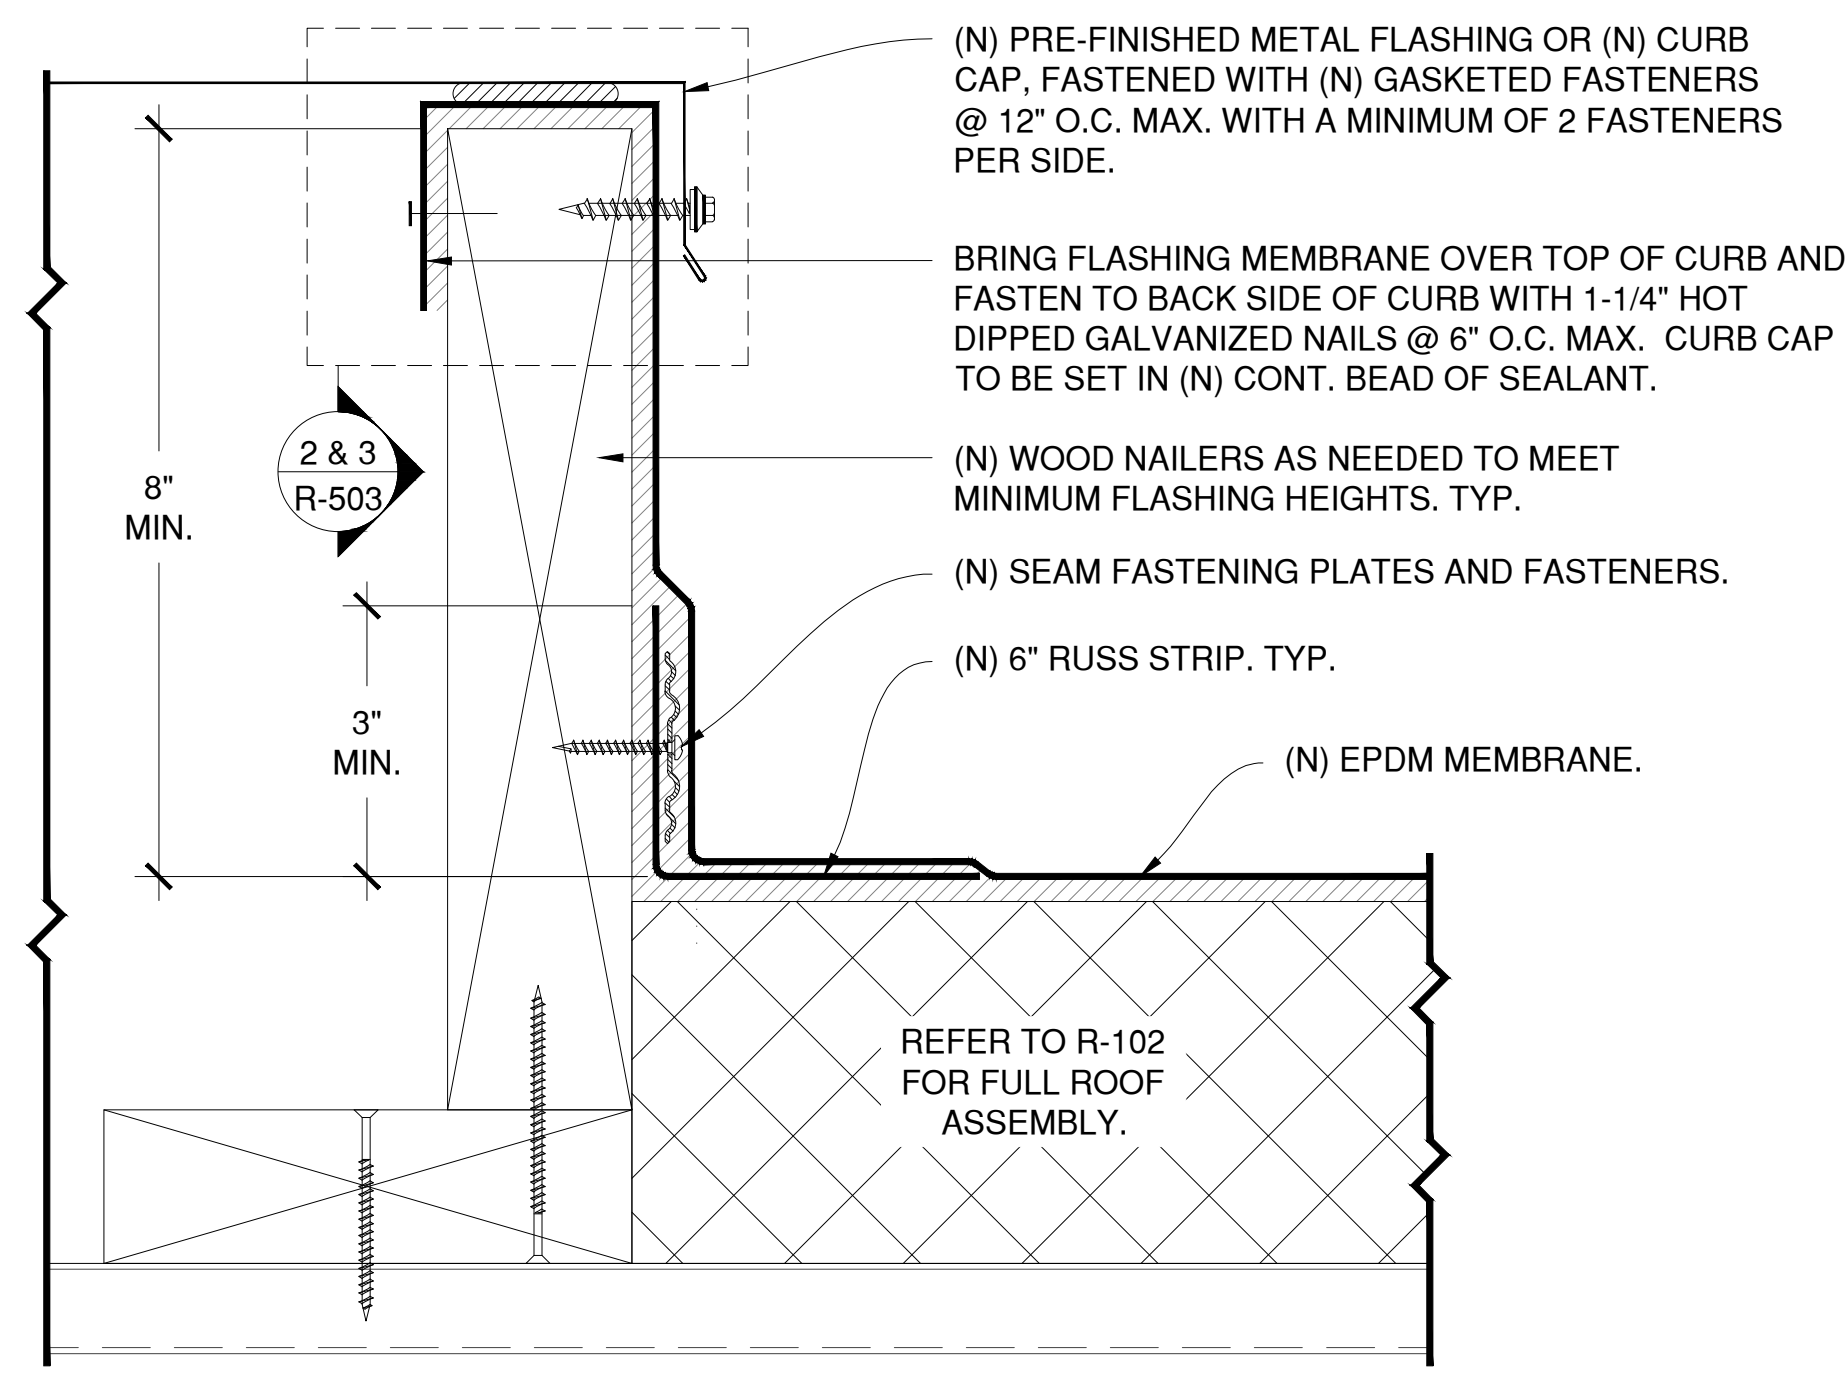 (N) PRE-FINISHED METAL FLASHING OR (N) CURB
CAP, FASTENED WITH (N) GASKETED FASTENERS
@ 12" O.C. MAX. WITH A MINIMUM OF 2 FASTENERS
PER SIDE.
BRING FLASHING MEMBRANE OVER TOP OF CURB AND
FASTEN TO BACK SIDE OF CURB WITH 1-1/4" HOT
DIPPED GALVANIZED NAILS @ 6" O.C. MAX.  CURB CAP
TO BE SET IN (N) CONT. BEAD OF SEALANT.
(N) WOOD NAILERS AS NEEDED TO MEET
MINIMUM FLASHING HEIGHTS. TYP.
2 & 3
R-503
8"
MIN.
(N) SEAM FASTENING PLATES AND FASTENERS.
(N) 6" RUSS STRIP. TYP.
3"
MIN.
(N) EPDM MEMBRANE.
REFER TO R-102
FOR FULL ROOF
ASSEMBLY.